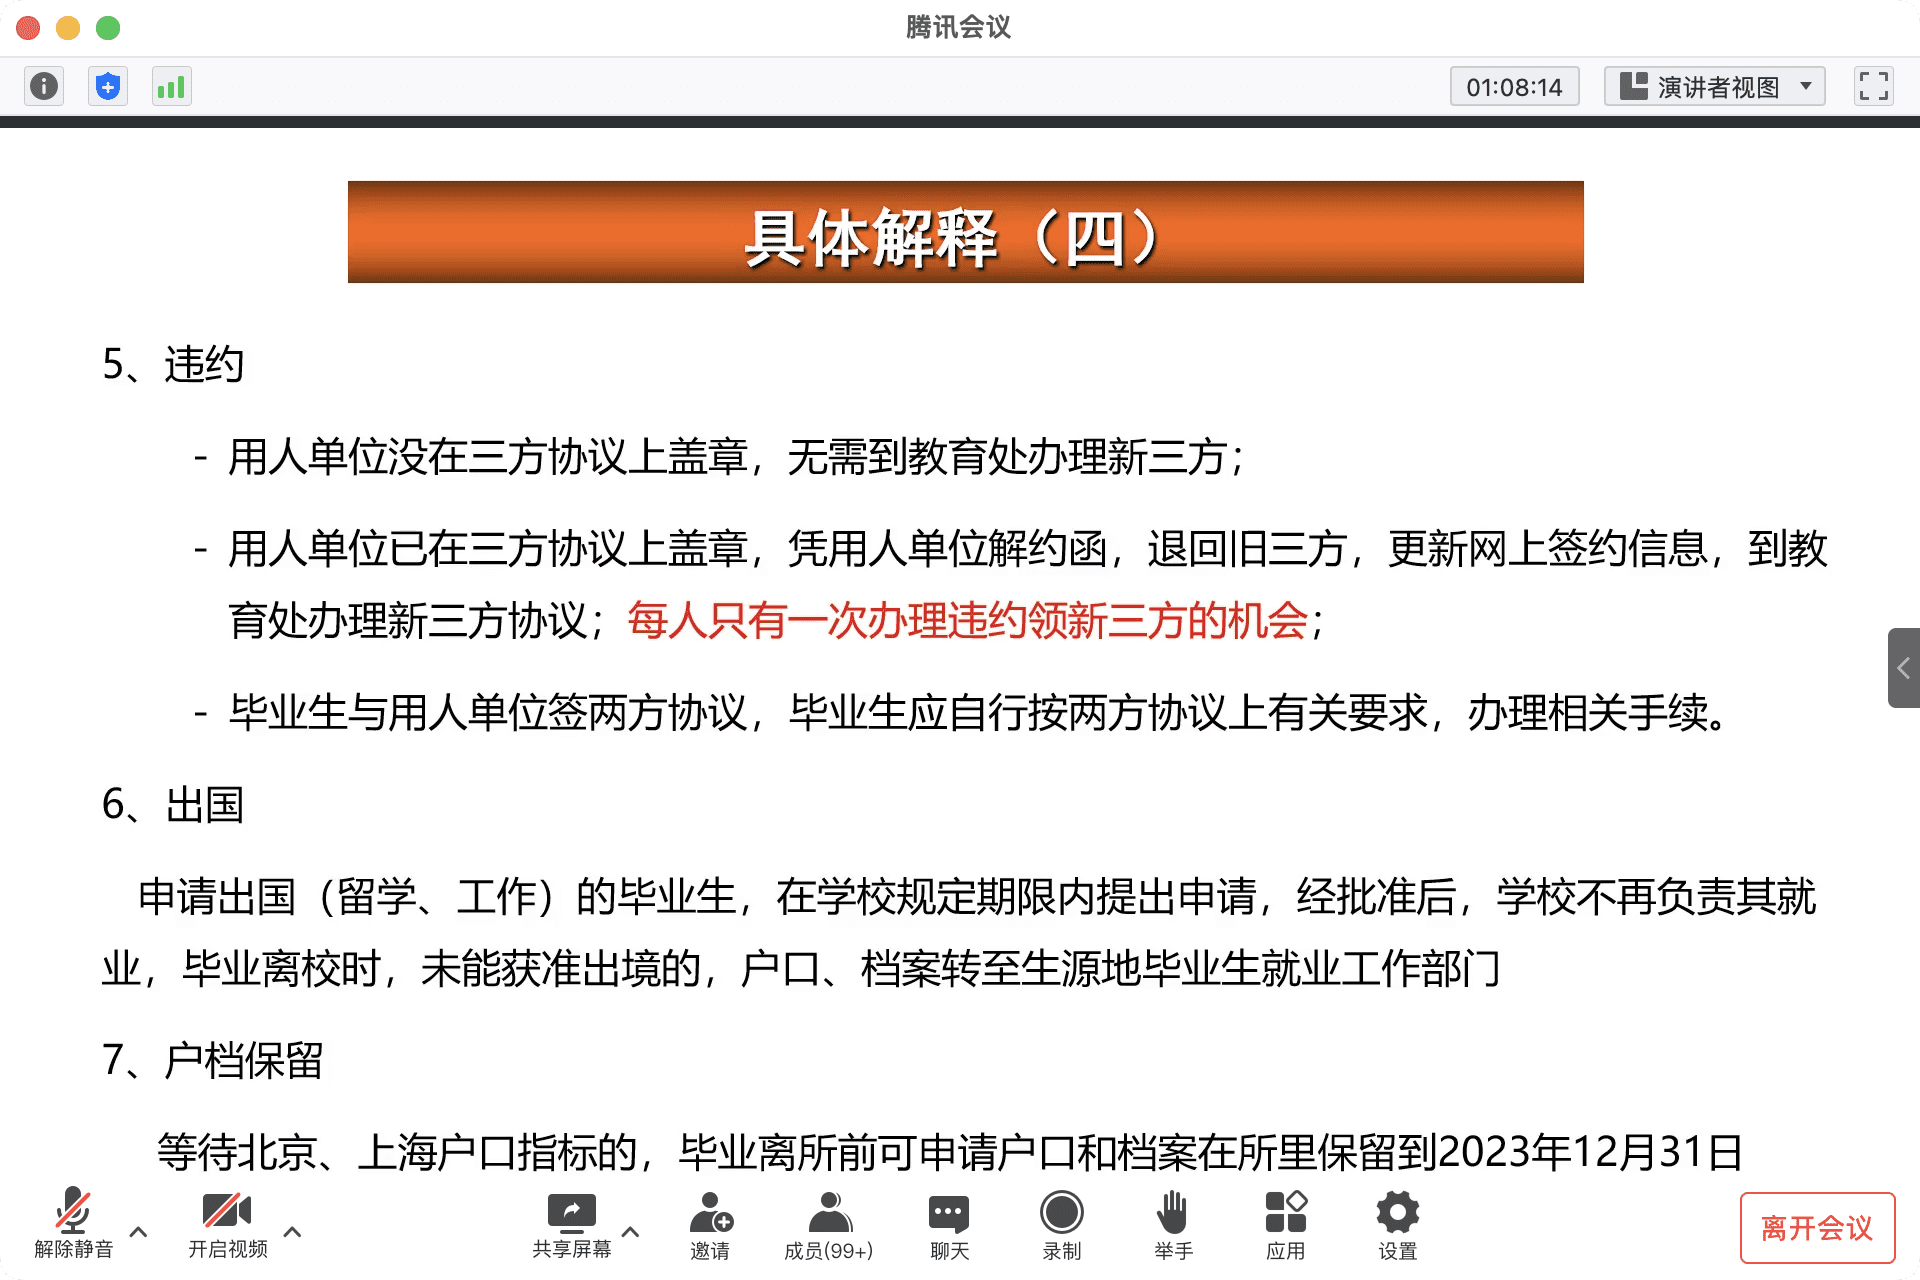 腾讯会议
01:08:14
演讲者视图
具体解释（四）
5、违约
- 用人单位没在三方协议上盖章，无需到教育处办理新三方；
- 用人单位已在三方协议上盖章，凭用人单位解约函，退回旧三方，更新网上签约信息，到教
育处办理新三方协议；每人只有一次办理违约领新三方的机会；
- 毕业生与用人单位签两方协议，毕业生应自行按两方协议上有关要求，办理相关手续。
6、出国
申请出国（留学、工作）的毕业生，在学校规定期限内提出申请，经批准后，学校不再负责其就
业，毕业离校时，未能获准出境的，户口、档案转至生源地毕业生就业工作部门
7、户档保留
等待北京、上海户口指标的，毕业离所前可申请户口和档案在所里保留到2023年12月31日
解除静音
开启视频
共享屏幕
邀请
成员(99+)
聊天
录制
举手
应用
设置
离开会议